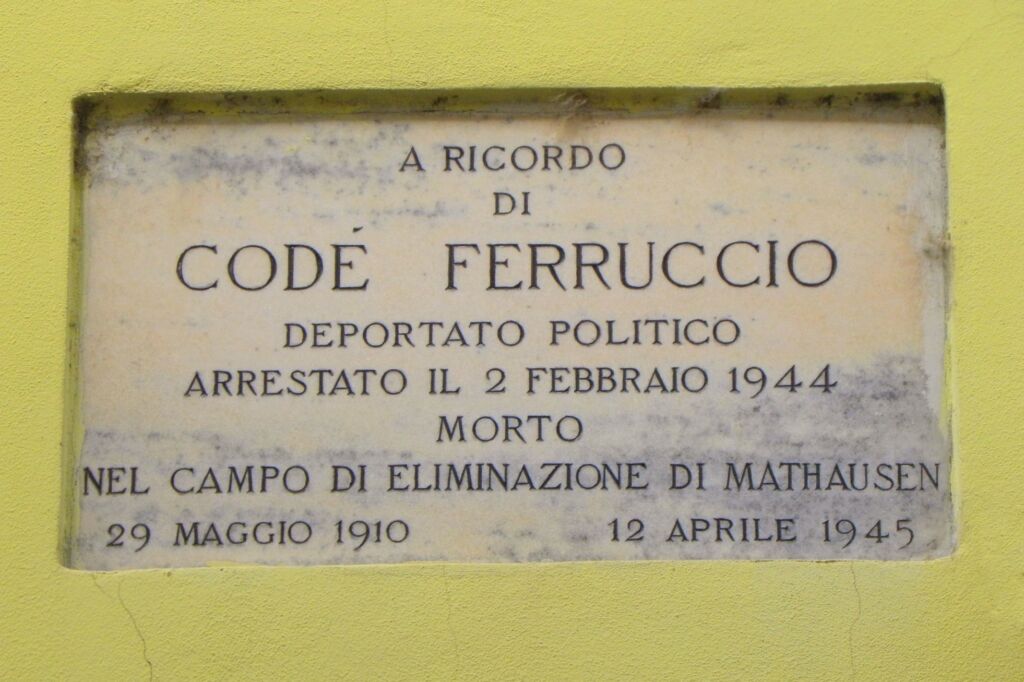 A RICORDO
DI
CODÉ FERRUCCIO
DEPORTATO POLITICO
ARRESTATO IL 2 FEBBRAIO 1944
MORTO
NEL CAMPO DI ELIMINAZIONE DI MATHAUSEN
29 MAGGIO 1910 12 APRILE 1945